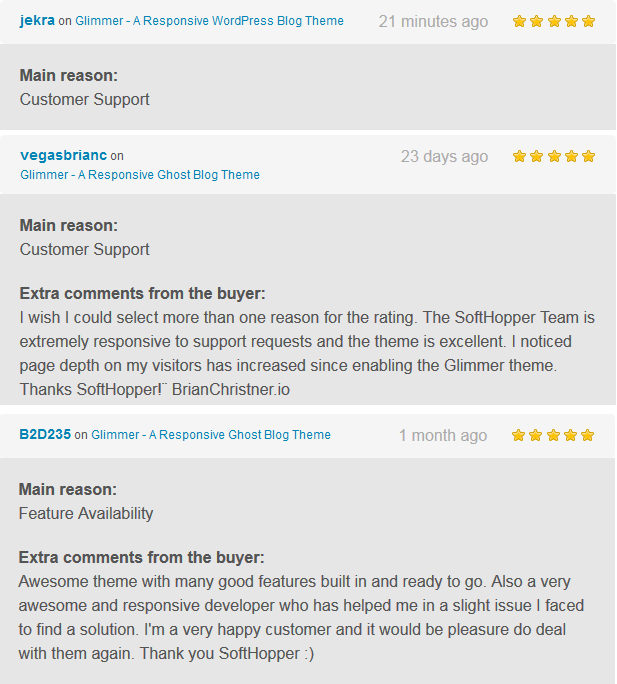 jekra on Glimmer - A Responsive WordPress Blog Theme 21 minutes ago
Main reason:
Customer Support
vegasbrianc on 23 days ago
Glimmer - A Responsive Ghost Blog Theme
Main reason:
Customer Support
Extra comments from the buyer:
I wish I could select more than one reason for the rating. The SoftHopper Team is
extremely responsive to support requests and the theme is excellent. I noticed
page depth on my visitors has increased since enabling the Glimmer theme.
Thanks SoftHopper!¨ BrianChristner.io
B2D235 on Glimmer - A Responsive Ghost Blog Theme 1 month ago
Main reason:
Feature Availability
Extra comments from the buyer:
Awesome theme with many good features built in and ready to go. Also a very
awesome and responsive developer who has helped me in a slight issue I faced
to find a solution. I'm a very happy customer and it would be pleasure do deal
with them again. Thank you SoftHopper :)